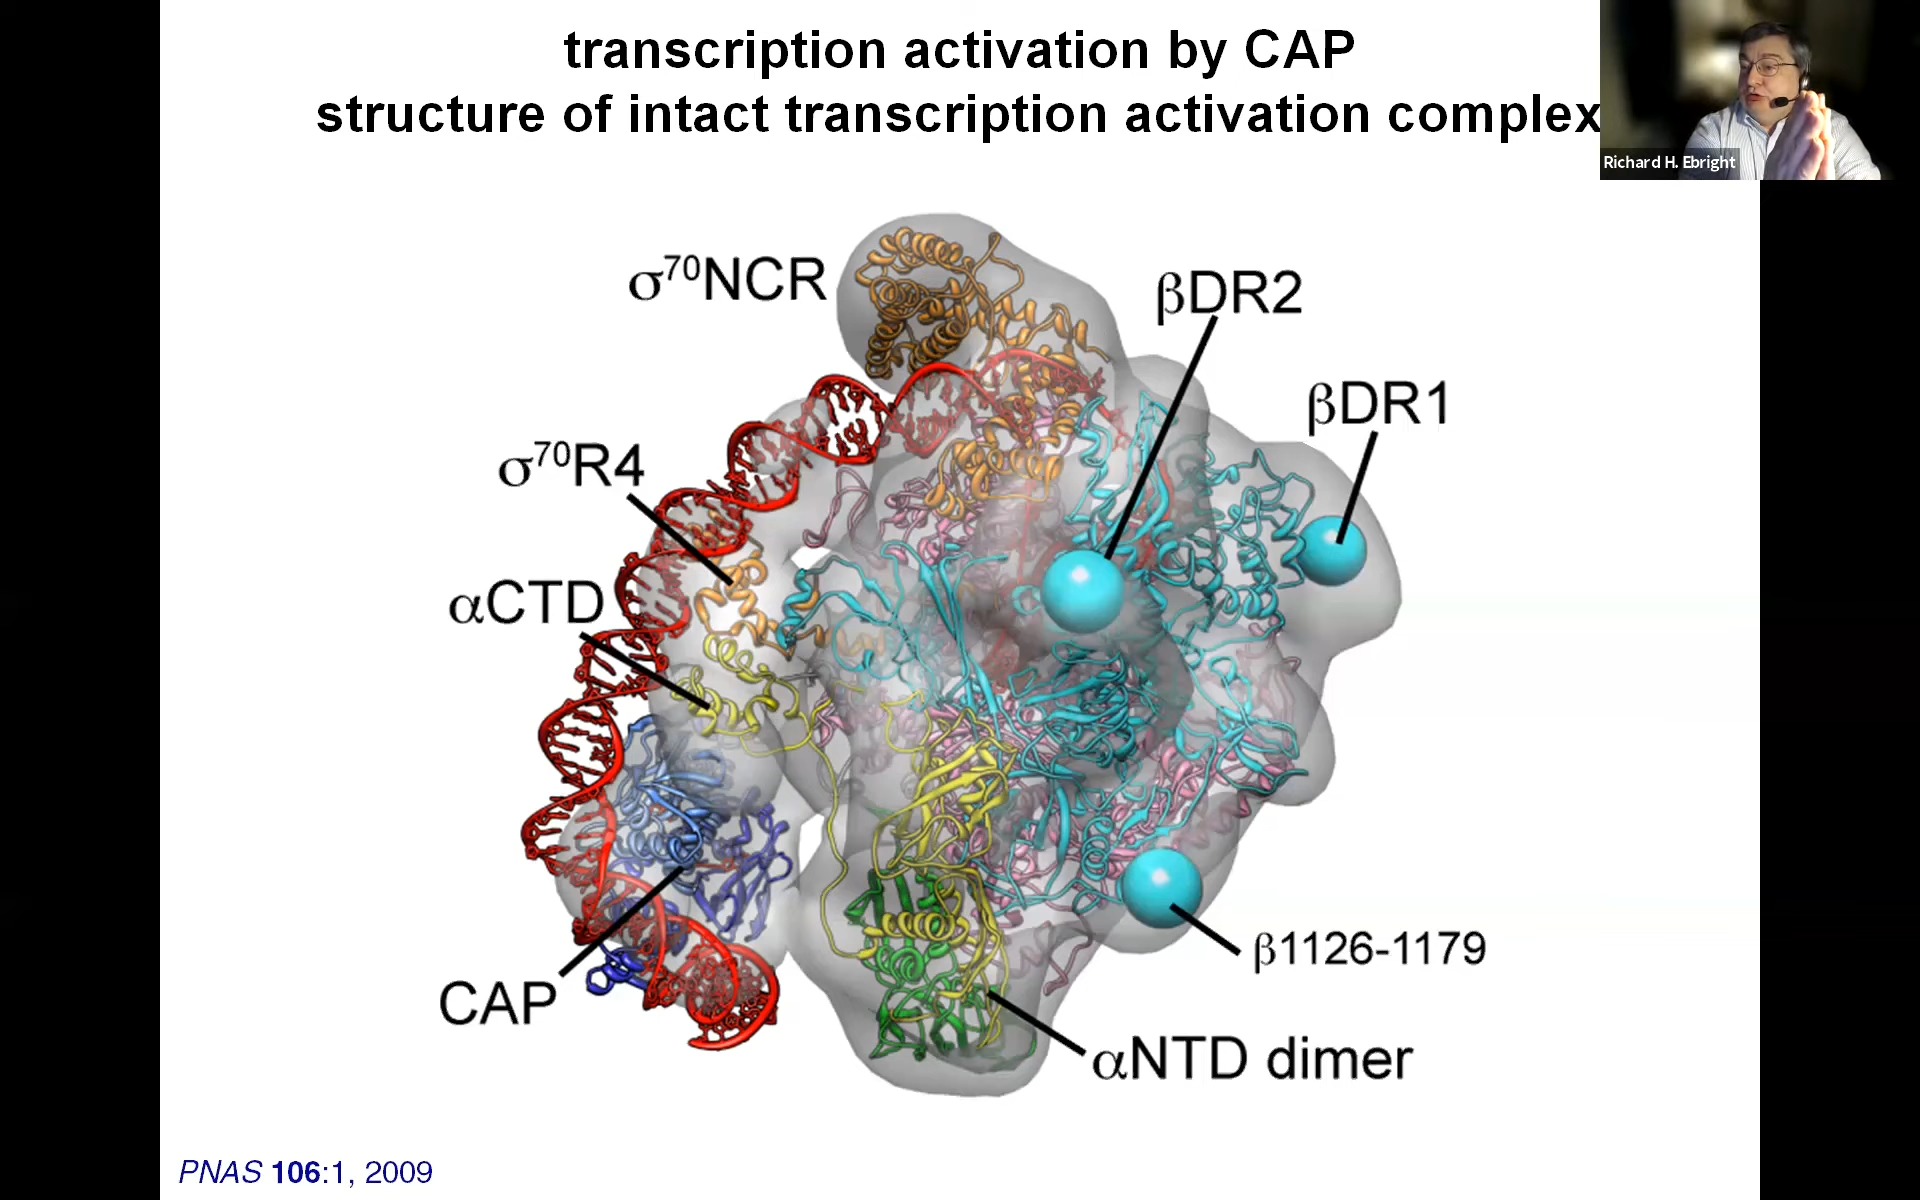 transcription activation by CAP
structure of intact transcription activation complex
Richard H. Ebright
σ⁷⁰NCR
βDR2
βDR1
σ⁷⁰R4
αCTD
CAP
β1126-1179
αNTD dimer
PNAS 106:1, 2009